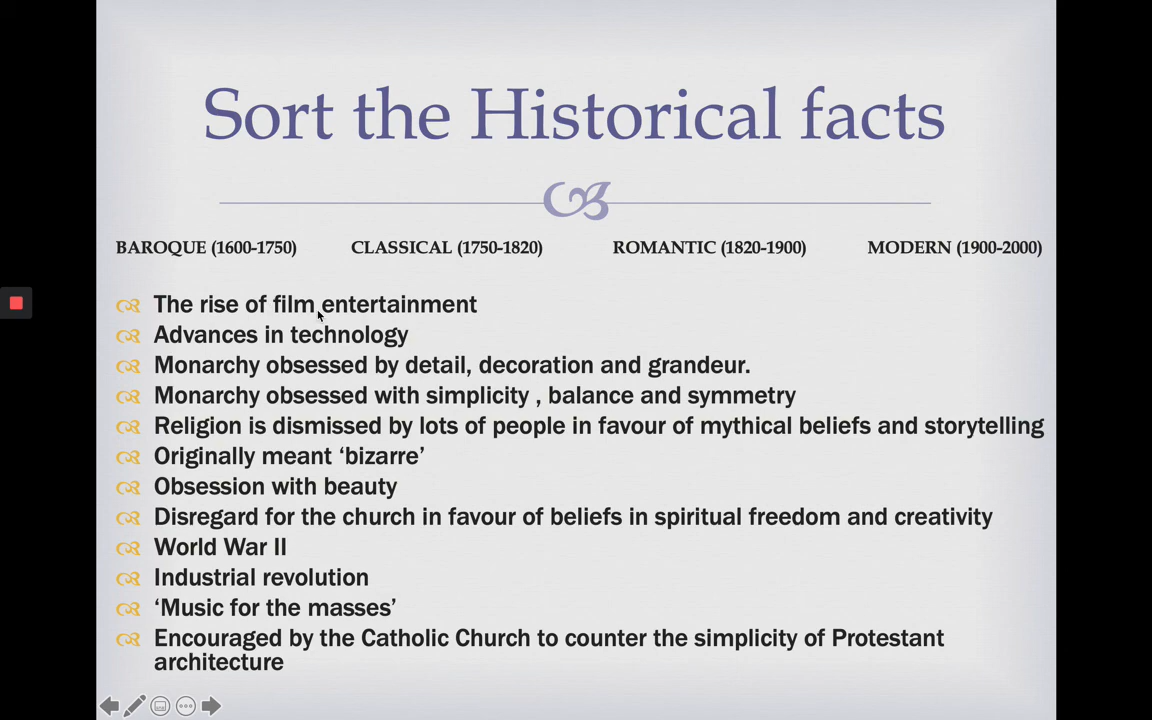 Sort the Historical facts
BAROQUE (1600-1750) CLASSICAL (1750-1820) ROMANTIC (1820-1900) MODERN (1900-2000)
The rise of film entertainment
Advances in technology
Monarchy obsessed by detail, decoration and grandeur.
Monarchy obsessed with simplicity , balance and symmetry
Religion is dismissed by lots of people in favour of mythical beliefs and storytelling
Originally meant ‘bizarre’
Obsession with beauty
Disregard for the church in favour of beliefs in spiritual freedom and creativity
World War II
Industrial revolution
‘Music for the masses’
Encouraged by the Catholic Church to counter the simplicity of Protestant
architecture